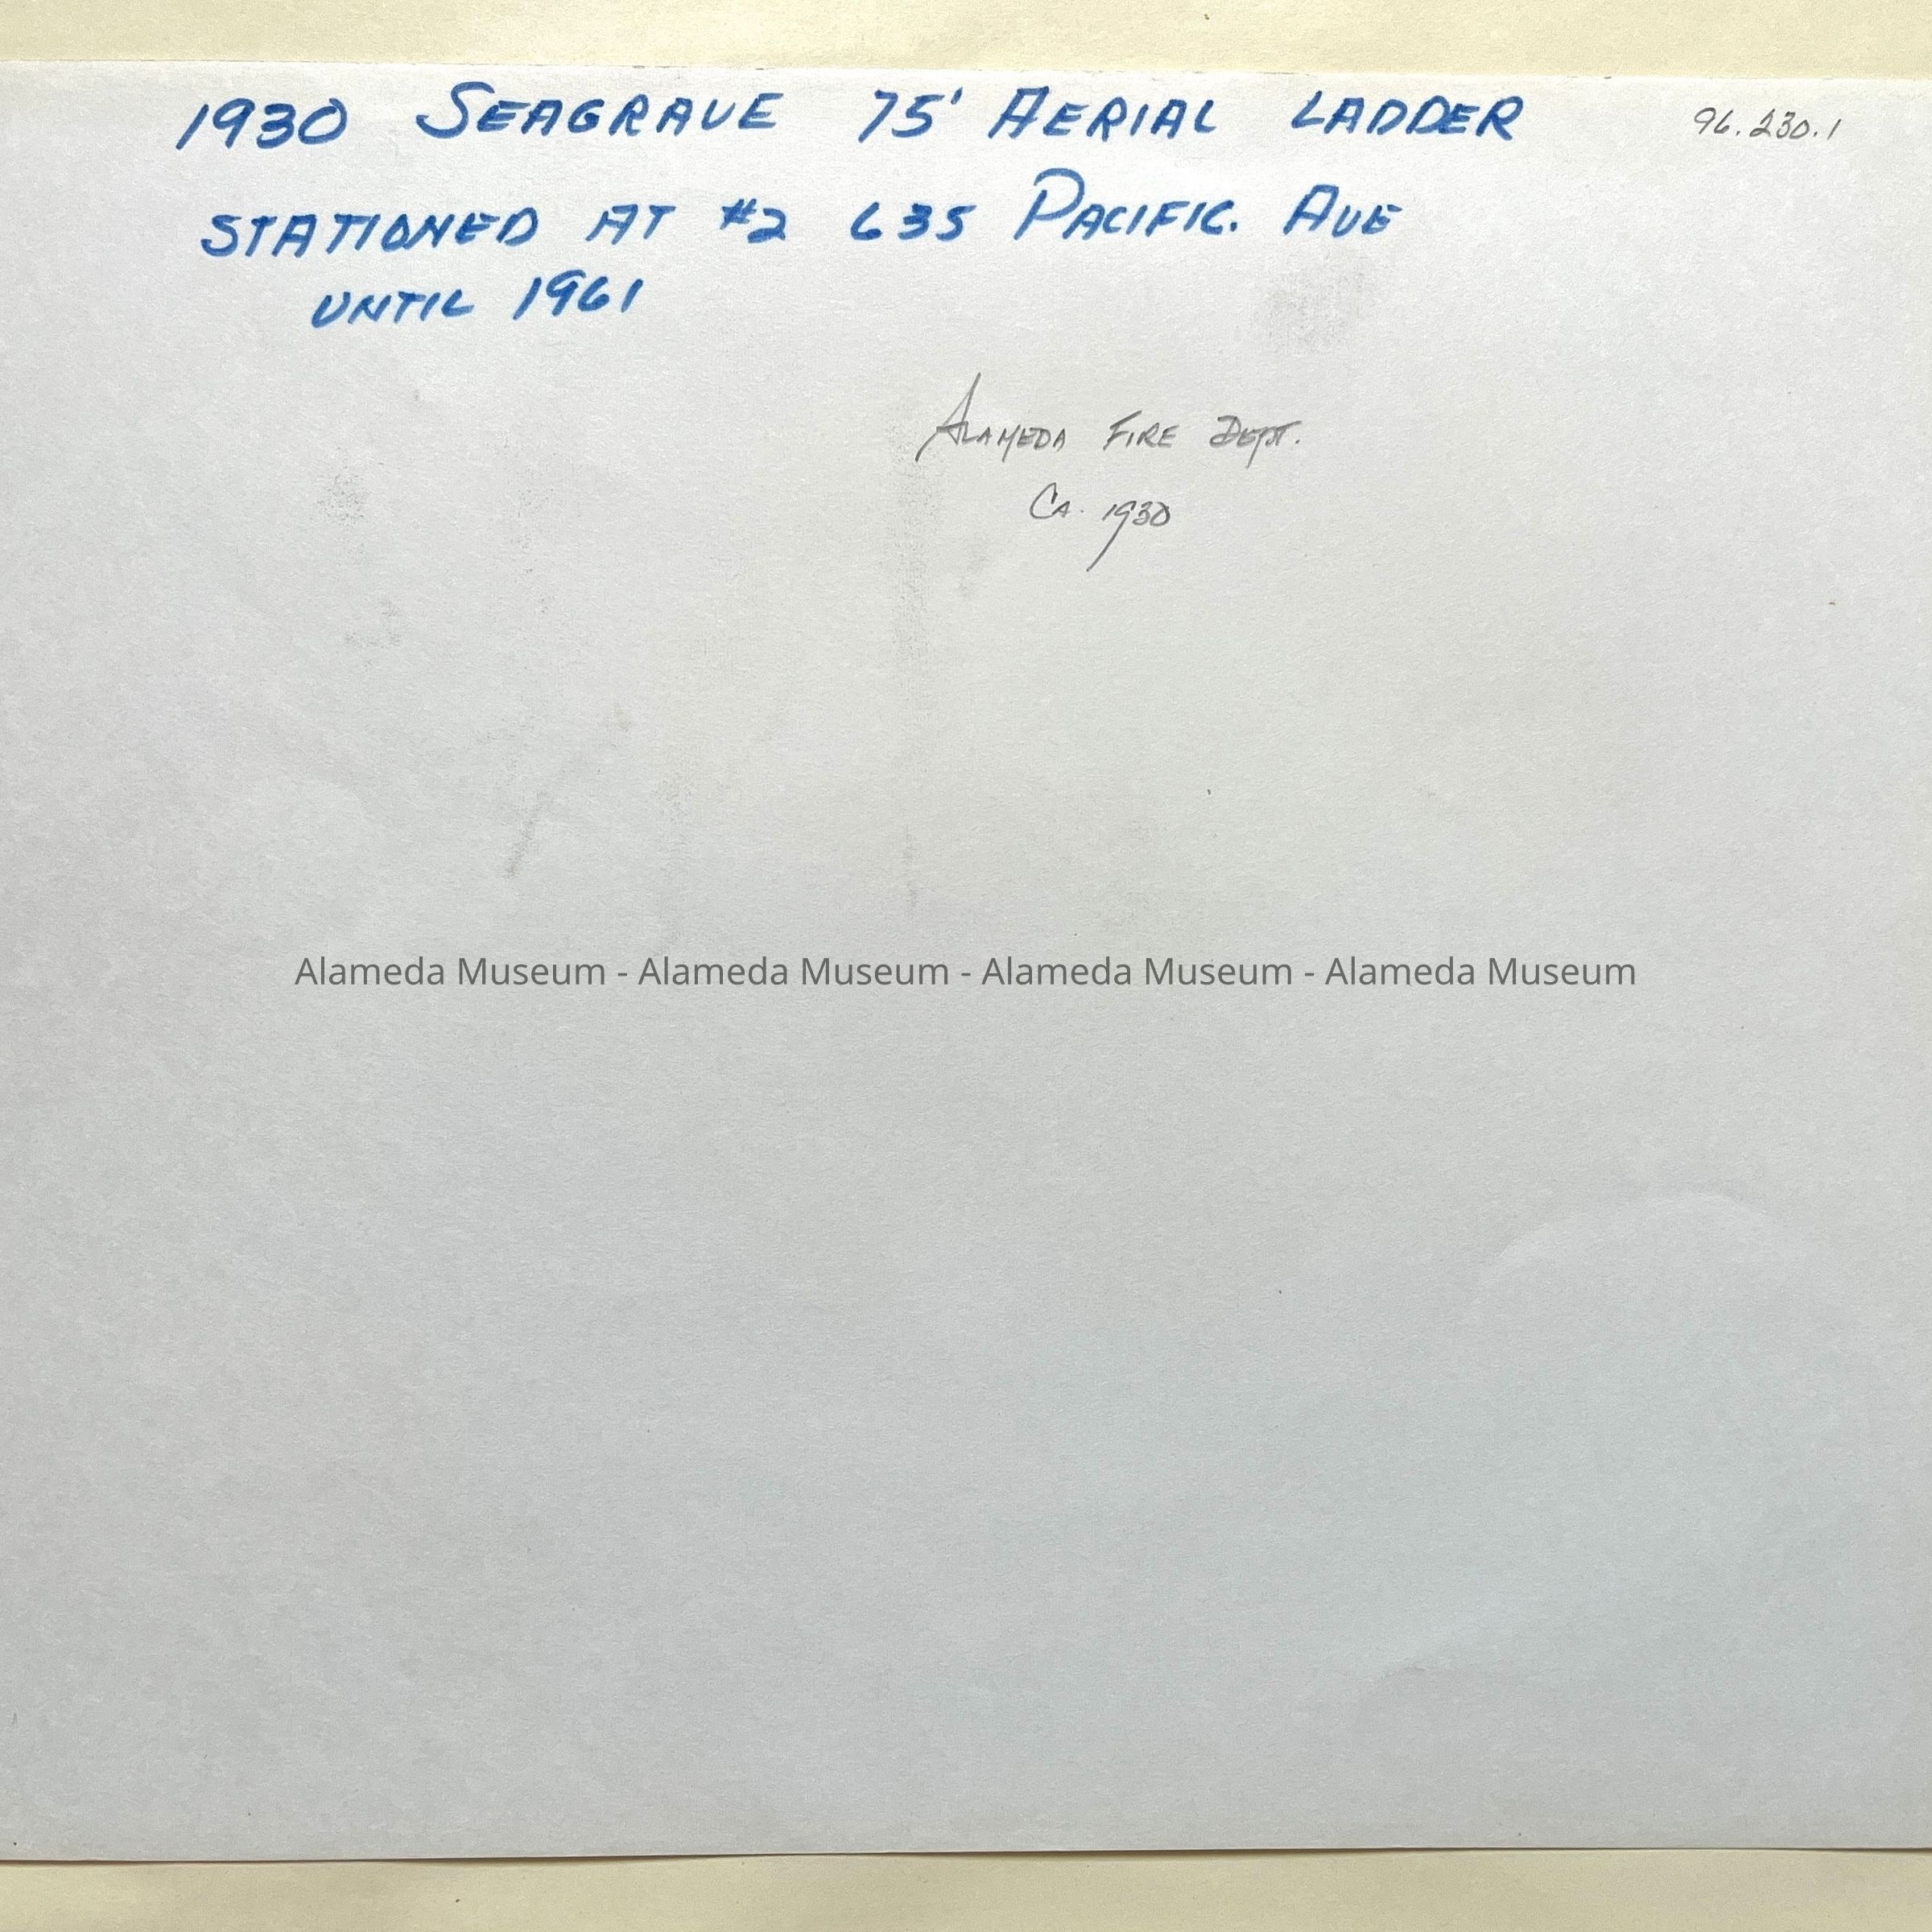 1930 SEAGRAVE 75' AERIAL LADDER
96.230.1
STATIONED AT #2 635 PACIFIC. AVE
UNTIL 1961
ALAMEDA FIRE DEPT.
CA. 1930
Alameda Museum - Alameda Museum - Alameda Museum - Alameda Museum